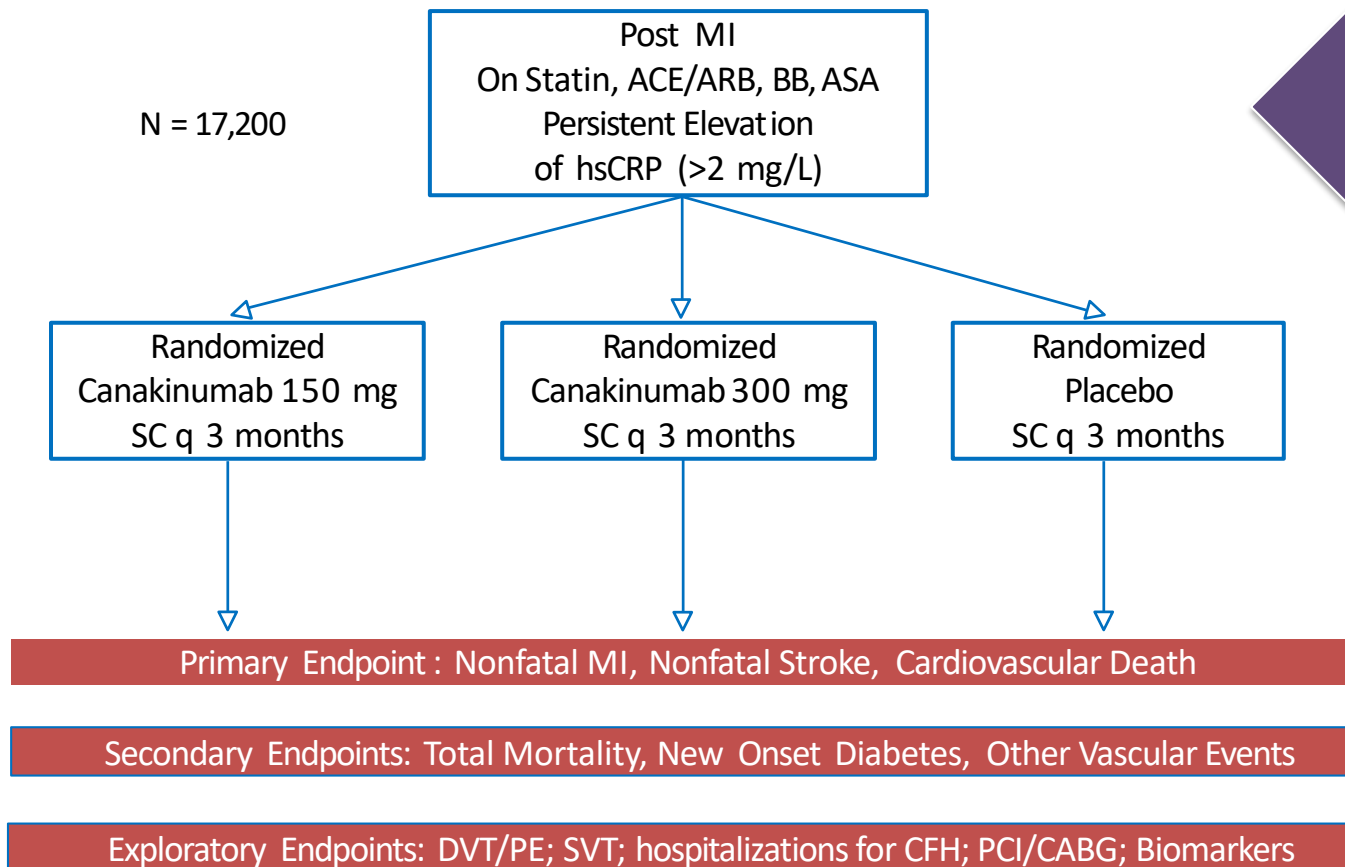 Post MI
On Statin, ACE/ARB, BB, ASA
Persistent Elevation
of hsCRP (>2 mg/L)
N = 17,200
Randomized
Canakinumab 150 mg
SC q 3 months
Randomized
Canakinumab 300 mg
SC q 3 months
Randomized
Placebo
SC q 3 months
Primary Endpoint : Nonfatal MI, Nonfatal Stroke, Cardiovascular Death
Secondary Endpoints: Total Mortality, New Onset Diabetes, Other Vascular Events
Exploratory Endpoints: DVT/PE; SVT; hospitalizations for CFH; PCI/CABG; Biomarkers